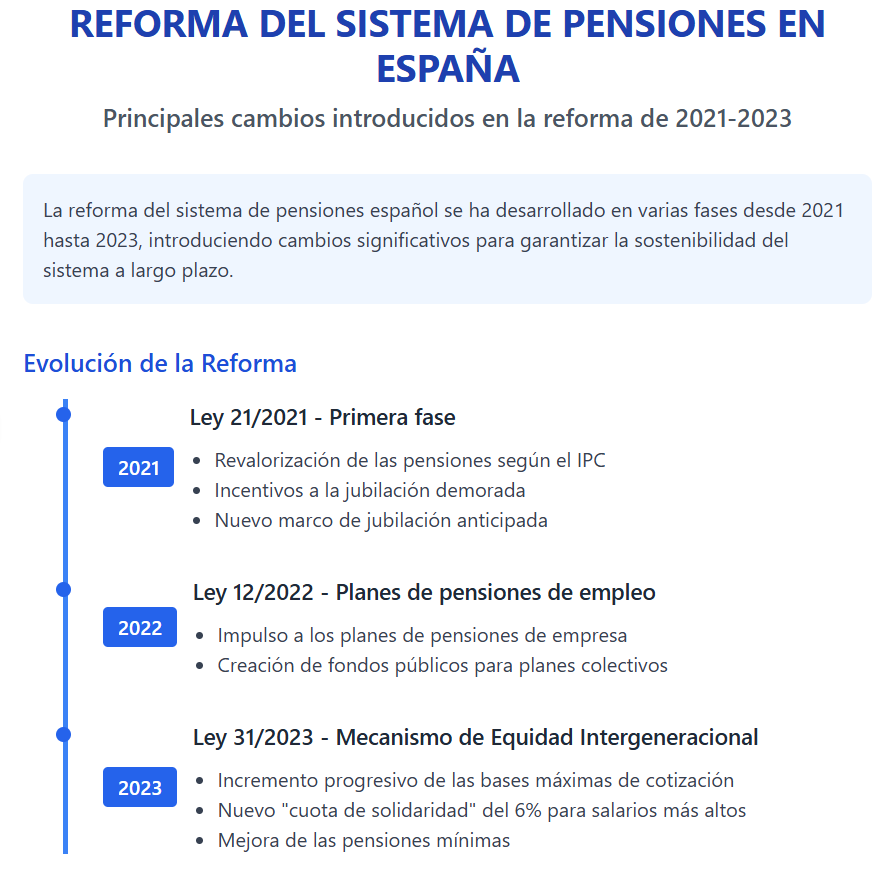 REFORMA DEL SISTEMA DE PENSIONES EN
ESPAÑA
Principales cambios introducidos en la reforma de 2021-2023
La reforma del sistema de pensiones español se ha desarrollado en varias fases desde 2021
hasta 2023, introduciendo cambios significativos para garantizar la sostenibilidad del
sistema a largo plazo.
Evolución de la Reforma
Ley 21/2021 - Primera fase
2021
• Revalorización de las pensiones según el IPC
• Incentivos a la jubilación demorada
• Nuevo marco de jubilación anticipada
Ley 12/2022 - Planes de pensiones de empleo
2022
• Impulso a los planes de pensiones de empresa
• Creación de fondos públicos para planes colectivos
Ley 31/2023 - Mecanismo de Equidad Intergeneracional
2023
• Incremento progresivo de las bases máximas de cotización
• Nuevo "cuota de solidaridad" del 6% para salarios más altos
• Mejora de las pensiones mínimas